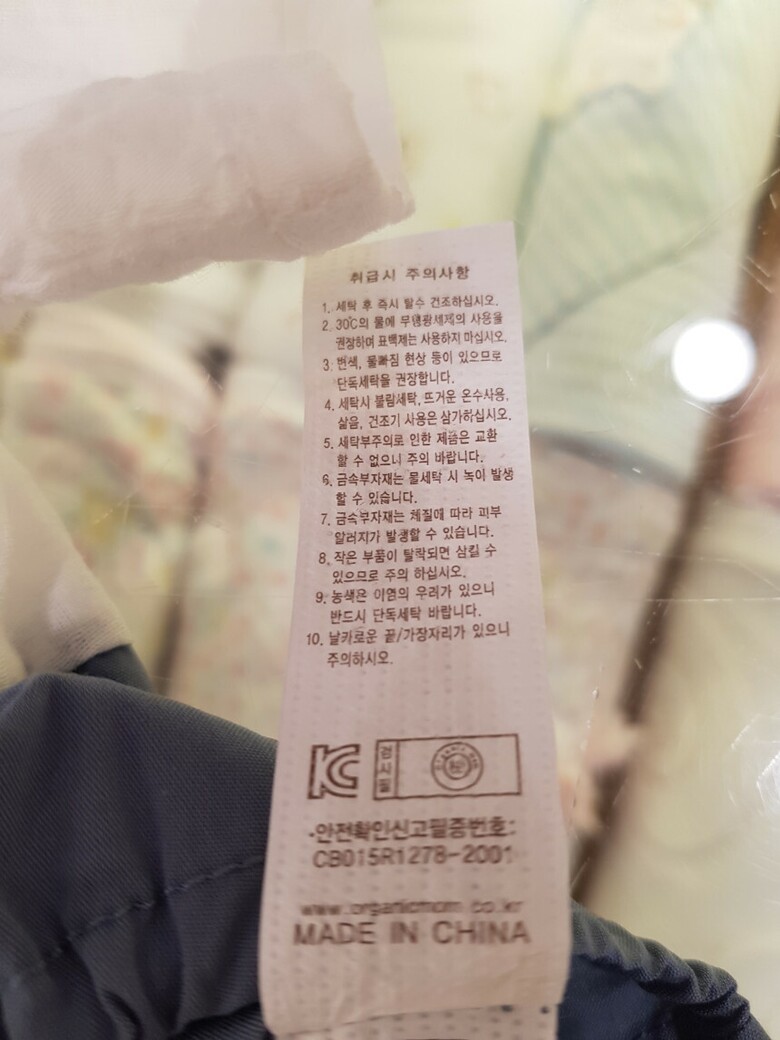 취급시 주의사항
1. 세탁 후 즉시 탈수 건조하십시오.
2. 30℃의 물에 무형광세제의 사용을
권장하며 표백제는 사용하지 마십시오.
3. 변색, 물빠짐 현상 등이 있으므로
단독세탁을 권장합니다.
4. 세탁시 불림세탁, 뜨거운 온수사용,
삶음, 건조기 사용은 삼가하십시오.
5. 세탁부주의로 인한 제품은 교환
할 수 없으니 주의 바랍니다.
6. 금속부자재는 물세탁 시 녹이 발생
할 수 있습니다.
7. 금속부자재는 체질에 따라 피부
알러지가 발생할 수 있습니다.
8. 작은 부품이 탈착되면 삼킬 수
있으므로 주의 하십시오.
9. 농색은 이염의 우려가 있으니
반드시 단독세탁 바랍니다.
10. 날카로운 끝/가장자리가 있으니
주의하시오.
KC
검사필
·안전확인신고필증번호:
CB015R1278-2001
www.organicmom.co.kr
MADE IN CHINA